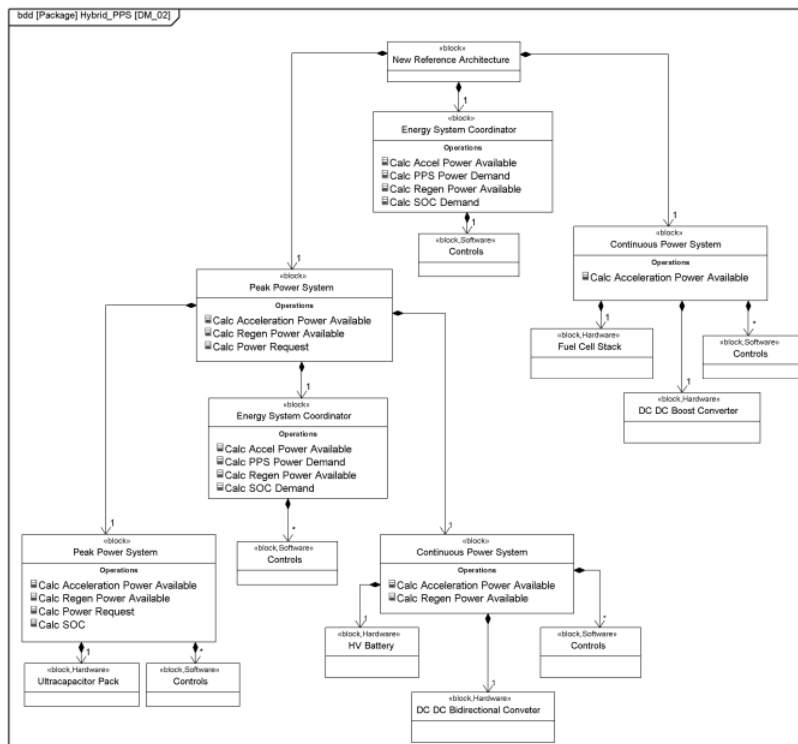 bdd [Package] Hybrid_PPS [DM_02]
«block»
New Reference Architecture
1
«block»
Energy System Coordinator
Operations
Calc Accel Power Available
Calc PPS Power Demand
Calc Regen Power Available
Calc SOC Demand
1
«block,Software»
Controls
1
«block»
Continuous Power System
Operations
Calc Acceleration Power Available
1
«block,Hardware»
Fuel Cell Stack
*
«block,Software»
Controls
1
«block,Hardware»
DC DC Boost Converter
1
«block»
Peak Power System
Operations
Calc Acceleration Power Available
Calc Regen Power Available
Calc Power Request
1
«block»
Energy System Coordinator
Operations
Calc Accel Power Available
Calc PPS Power Demand
Calc Regen Power Available
Calc SOC Demand
*
«block,Software»
Controls
1
«block»
Peak Power System
Operations
Calc Acceleration Power Available
Calc Regen Power Available
Calc Power Request
Calc SOC
1
«block,Hardware»
Ultracapacitor Pack
*
«block,Software»
Controls
1
«block»
Continuous Power System
Operations
Calc Acceleration Power Available
Calc Regen Power Available
1
«block,Hardware»
HV Battery
*
«block,Software»
Controls
1
«block,Hardware»
DC DC Bidirectional Conveter